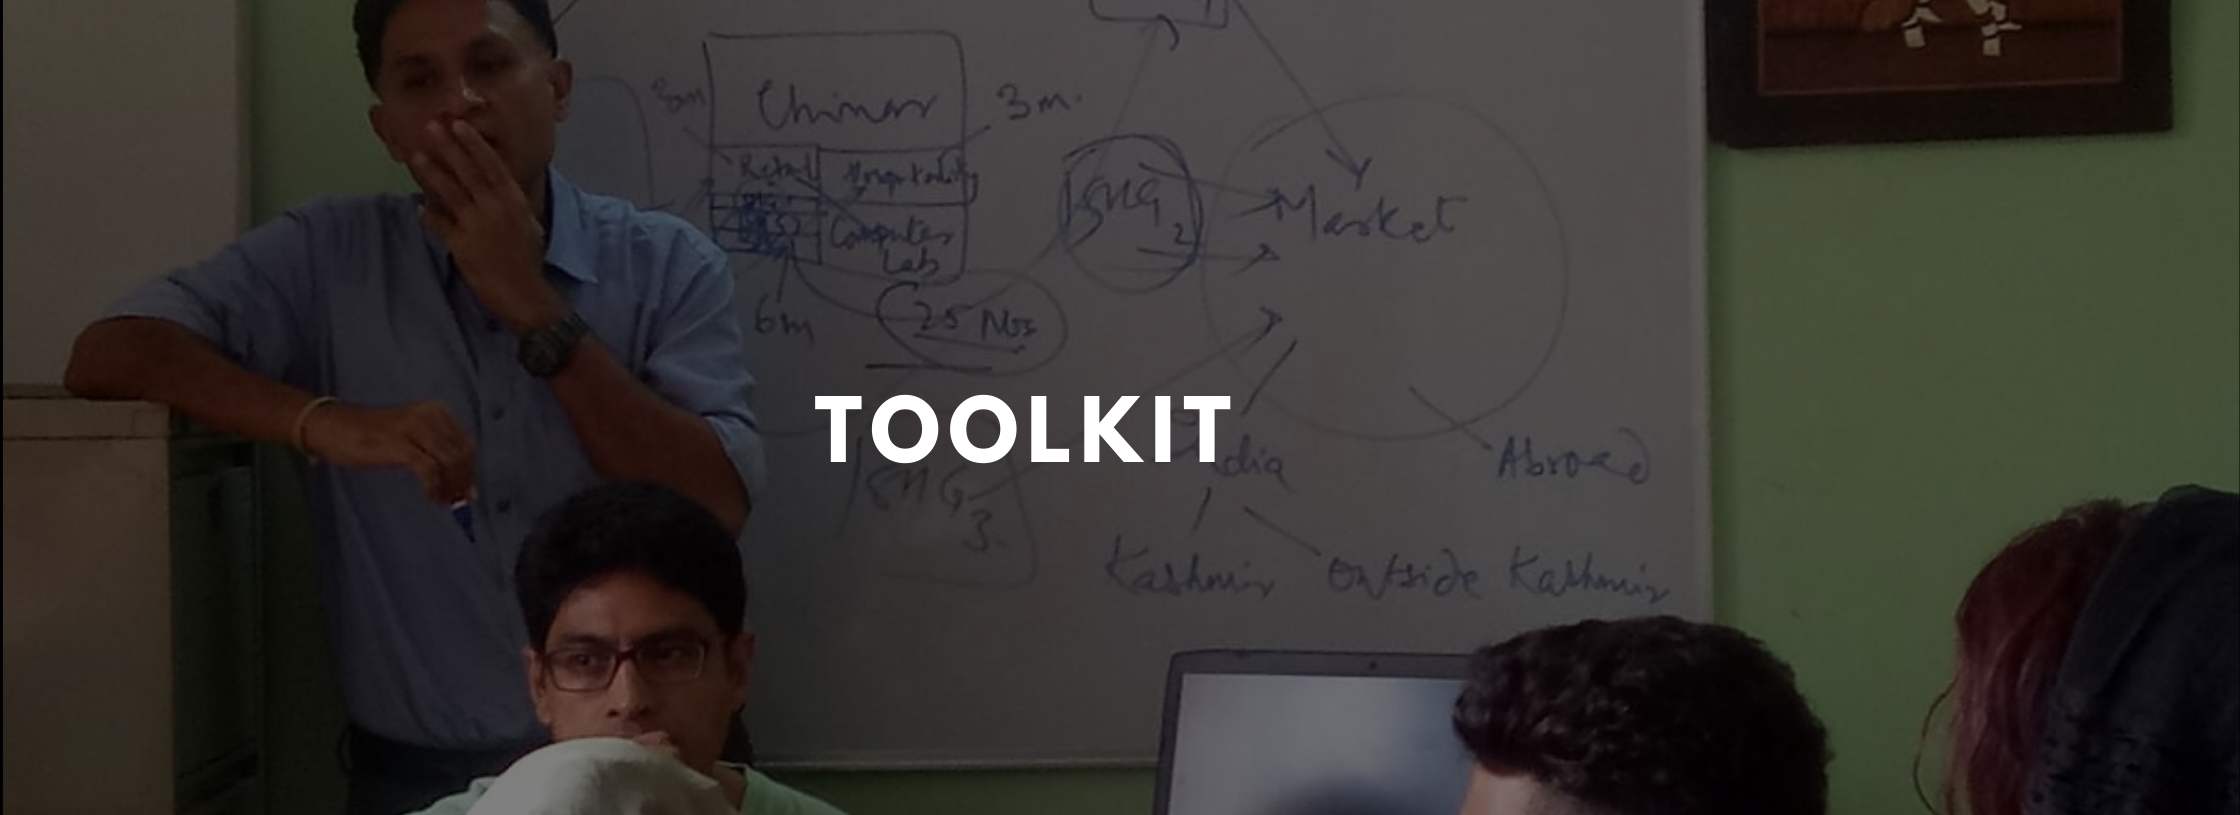 Chinar
3m
3m.
Retail
Hospitality
Computer
Lab
6m
25 Nos
SHG
2
Market
TOOLKIT
India
Abroad
SHG
3.
Kashmir
outside Kashmir